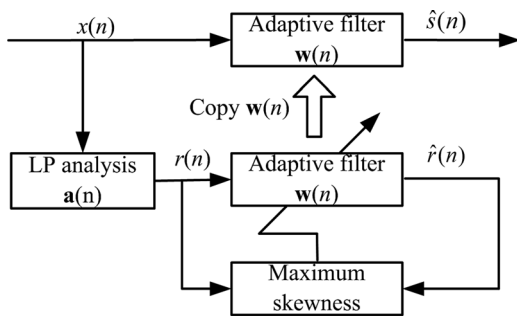 x(n)
Adaptive filter
w(n)
ŝ(n)
Copy w(n)
LP analysis
a(n)
r(n)
Adaptive filter
w(n)
r̂(n)
Maximum
skewness